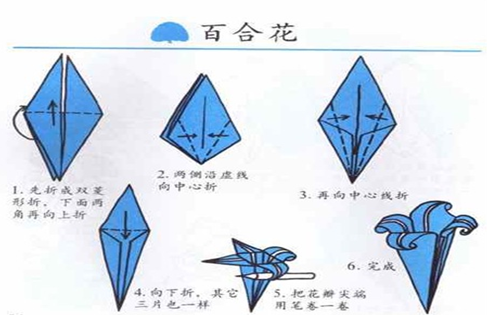 百合花
1. 先折成双菱
形折，下面两
角再向上折
2. 两侧沿虚线
向中心折
3. 再向中心线折
4. 向下折，其它
三片也一样
5. 把花瓣尖端
用笔卷一卷
6. 完成